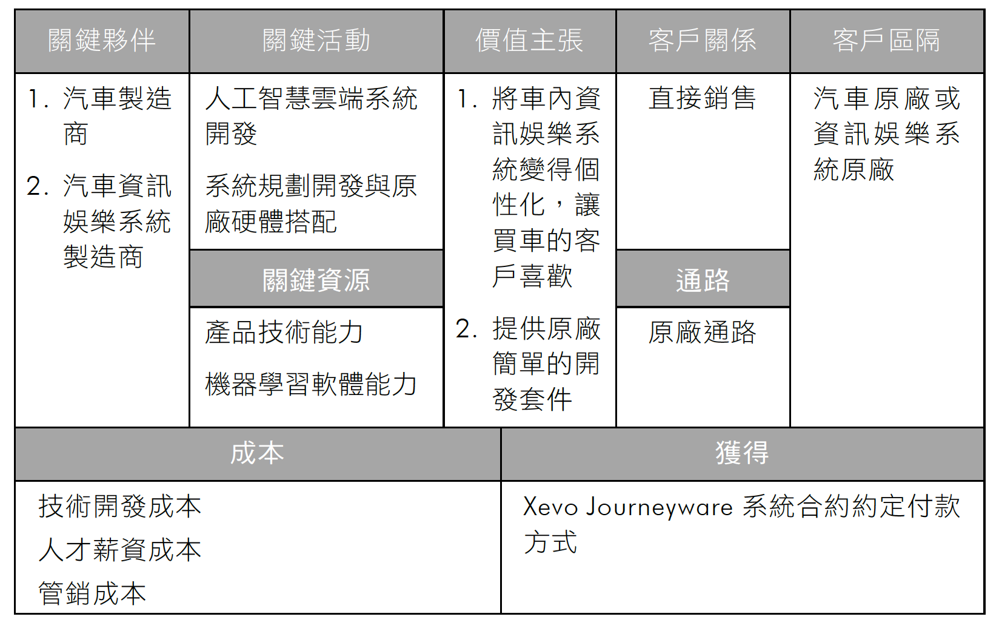 關鍵夥伴
1. 汽車製造
商
2. 汽車資訊
娛樂系統
製造商
關鍵活動
人工智慧雲端系統
開發
系統規劃開發與原
廠硬體搭配
關鍵資源
產品技術能力
機器學習軟體能力
價值主張
1. 將車內資
訊娛樂系
統變得個
性化，讓
買車的客
戶喜歡
2. 提供原廠
簡單的開
發套件
客戶關係
直接銷售
通路
原廠通路
客戶區隔
汽車原廠或
資訊娛樂系
統原廠
成本
技術開發成本
人才薪資成本
管銷成本
獲得
Xevo Journeyware 系統合約約定付款
方式